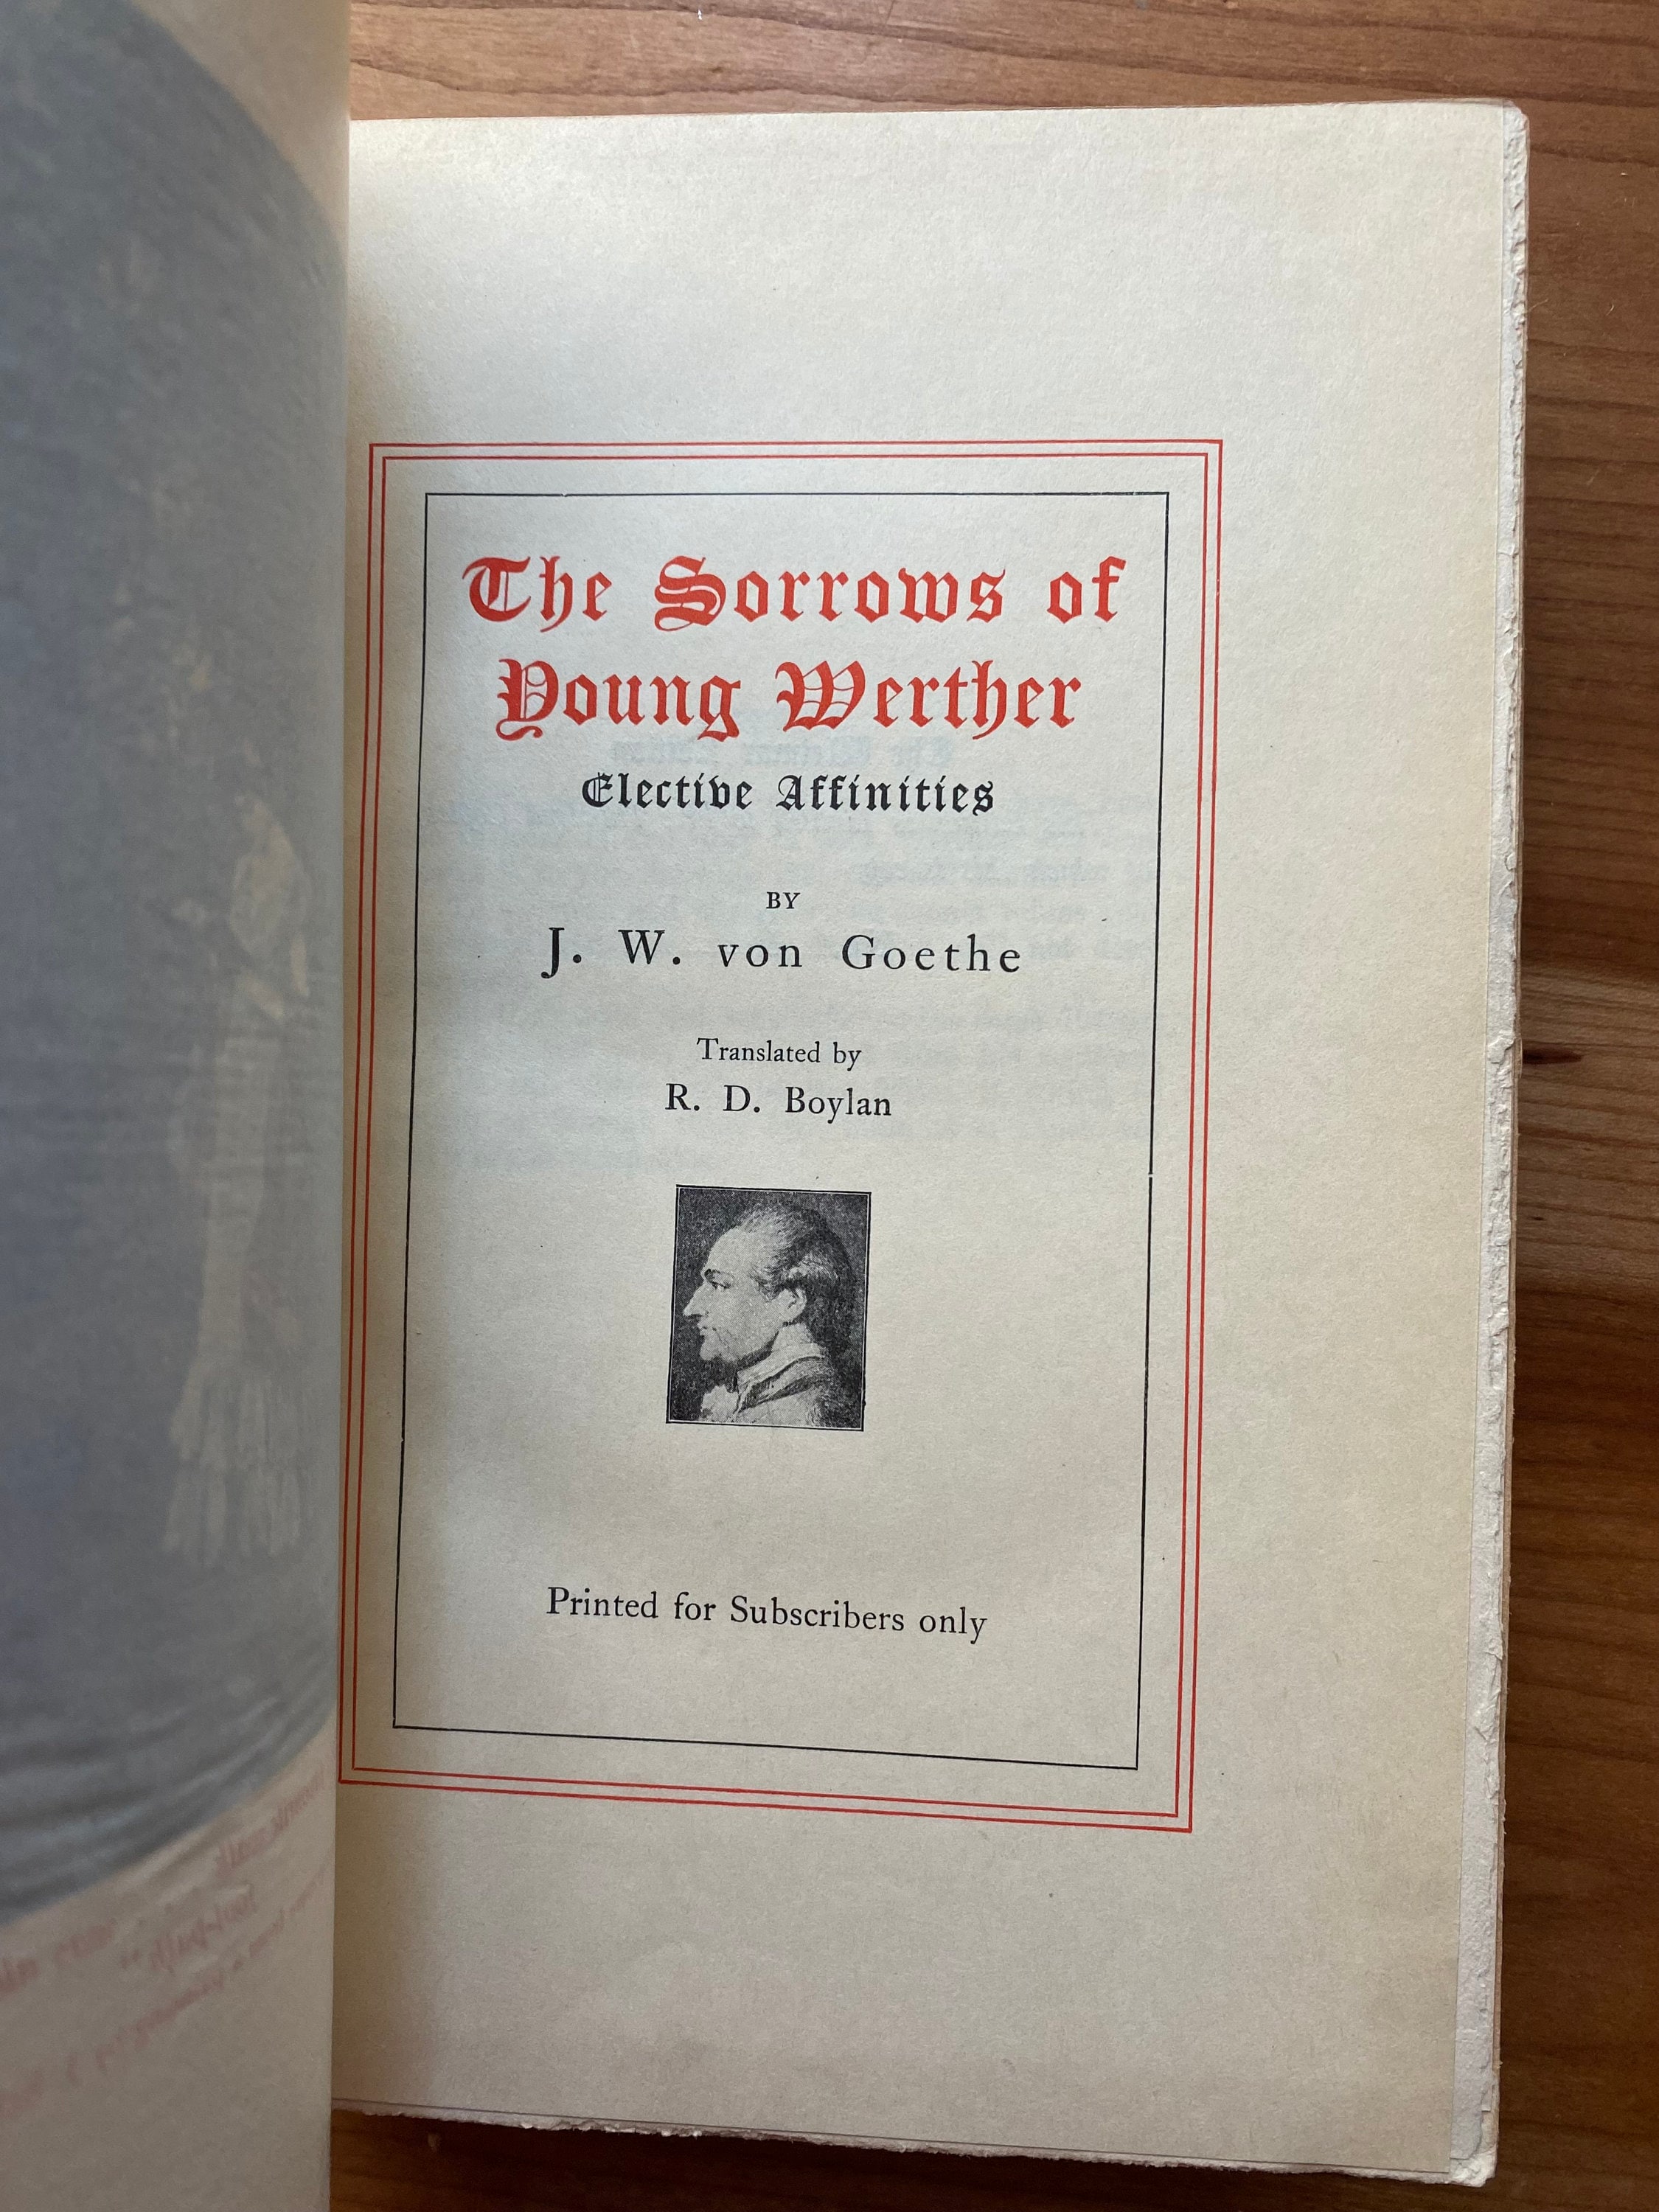 The Sorrows of
Young Werther
Elective Affinities
BY
J. W. von Goethe
Translated by
R. D. Boylan
Printed for Subscribers only